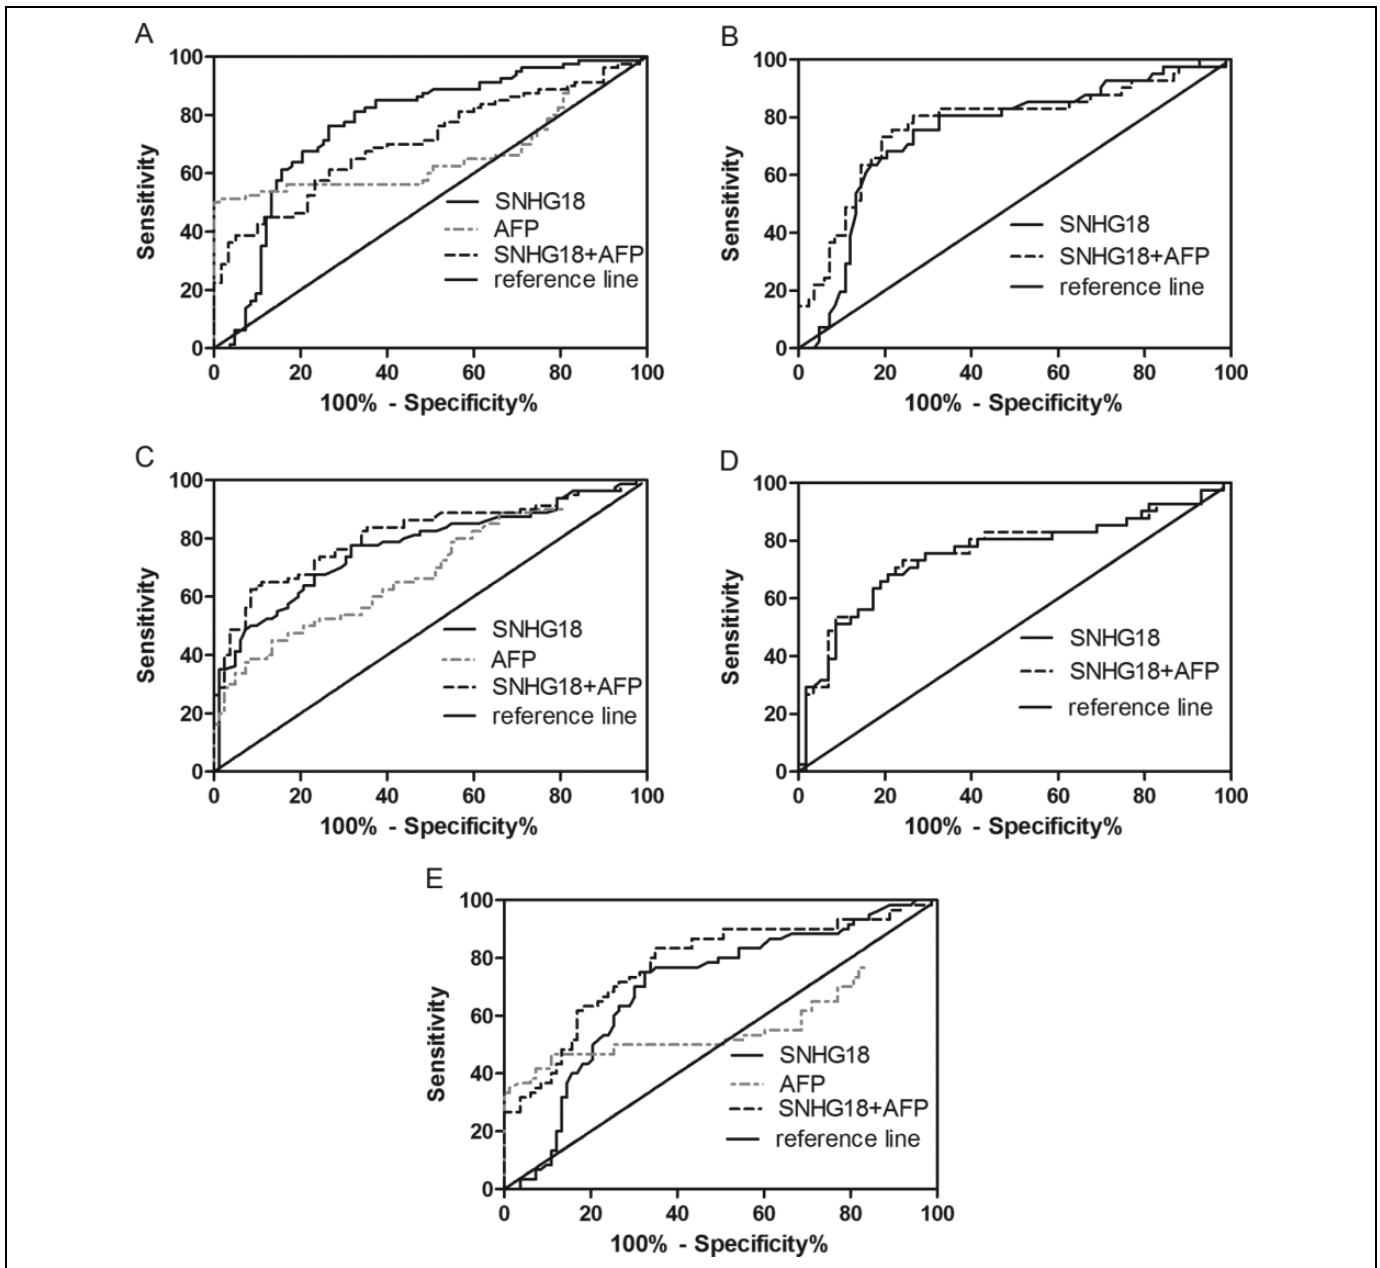 A
100
80
60
40
20
0
Sensitivity
SNHG18
AFP
SNHG18+AFP
reference line
0 20 40 60 80 100
100% - Specificity%
B
100
80
60
40
20
0
Sensitivity
SNHG18
SNHG18+AFP
reference line
0 20 40 60 80 100
100% - Specificity%
C
100
80
60
40
20
0
Sensitivity
SNHG18
AFP
SNHG18+AFP
reference line
0 20 40 60 80 100
100% - Specificity%
D
100
80
60
40
20
0
Sensitivity
SNHG18
SNHG18+AFP
reference line
0 20 40 60 80 100
100% - Specificity%
E
100
80
60
40
20
0
Sensitivity
SNHG18
AFP
SNHG18+AFP
reference line
0 20 40 60 80 100
100% - Specificity%